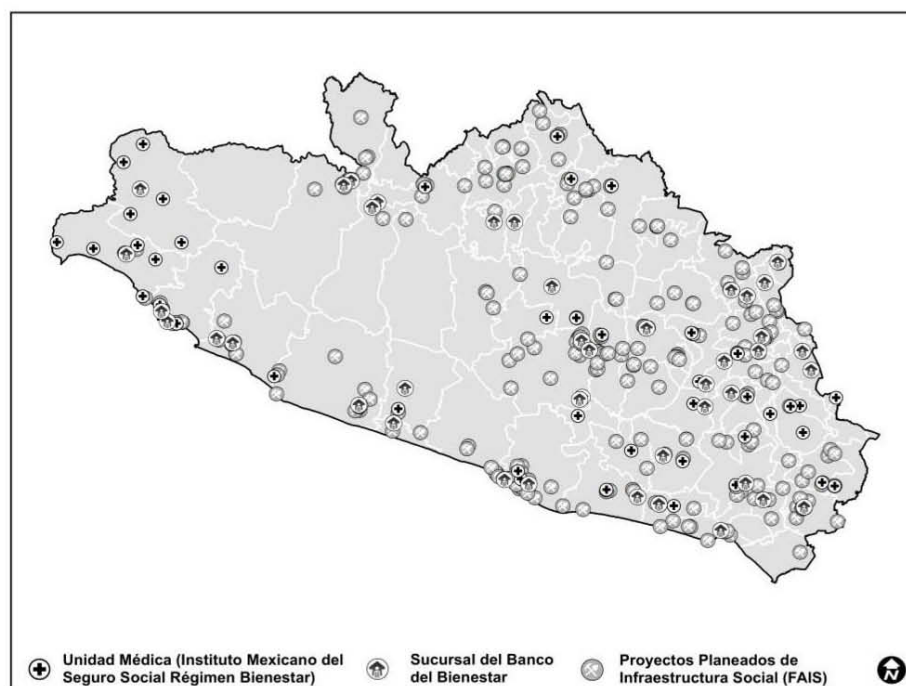 Unidad Médica (Instituto Mexicano del
Seguro Social Régimen Bienestar)
Sucursal del Banco
del Bienestar
Proyectos Planeados de
Infraestructura Social (FAIS)
N